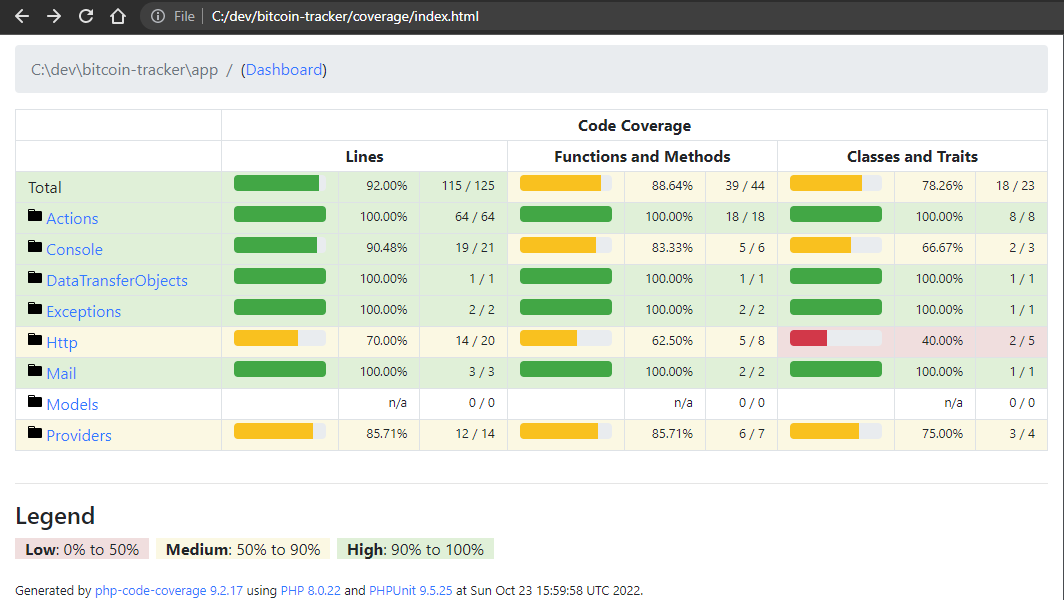 File C:/dev/bitcoin-tracker/coverage/index.html
C:\dev\bitcoin-tracker\app / (Dashboard)
Code Coverage
Lines Functions and Methods Classes and Traits
Total 92.00% 115 / 125 88.64% 39 / 44 78.26% 18 / 23
Actions 100.00% 64 / 64 100.00% 18 / 18 100.00% 8 / 8
Console 90.48% 19 / 21 83.33% 5 / 6 66.67% 2 / 3
DataTransferObjects 100.00% 1 / 1 100.00% 1 / 1 100.00% 1 / 1
Exceptions 100.00% 2 / 2 100.00% 2 / 2 100.00% 1 / 1
Http 70.00% 14 / 20 62.50% 5 / 8 40.00% 2 / 5
Mail 100.00% 3 / 3 100.00% 2 / 2 100.00% 1 / 1
Models n/a 0 / 0 n/a 0 / 0 n/a 0 / 0
Providers 85.71% 12 / 14 85.71% 6 / 7 75.00% 3 / 4
Legend
Low: 0% to 50% Medium: 50% to 90% High: 90% to 100%
Generated by php-code-coverage 9.2.17 using PHP 8.0.22 and PHPUnit 9.5.25 at Sun Oct 23 15:59:58 UTC 2022.